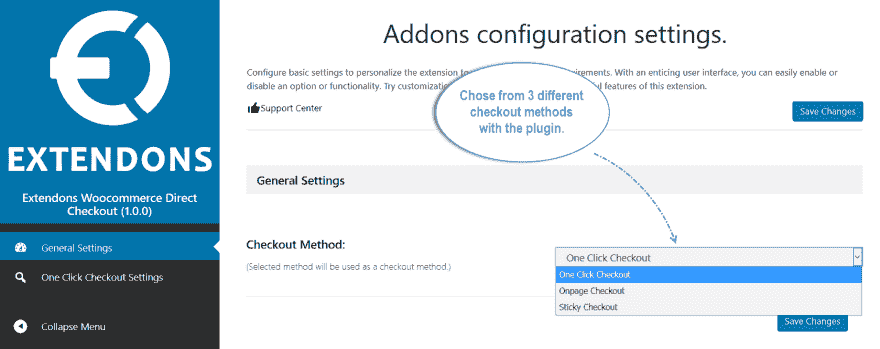 EXTENDONS
Extendons Woocommerce Direct
Checkout (1.0.0)
General Settings
One Click Checkout Settings
Collapse Menu
Addons configuration settings.
Configure basic settings to personalize the extension to irements. With an enticing user interface, you can easily enable or
disable an option or functionality. Try customizati l features of this extension.
Support Center
Save Changes
Chose from 3 different
checkout methods
with the plugin.
General Settings
Checkout Method:
(Selected method will be used as a checkout method.)
One Click Checkout
One Click Checkout
Onpage Checkout
Sticky Checkout
Save Changes